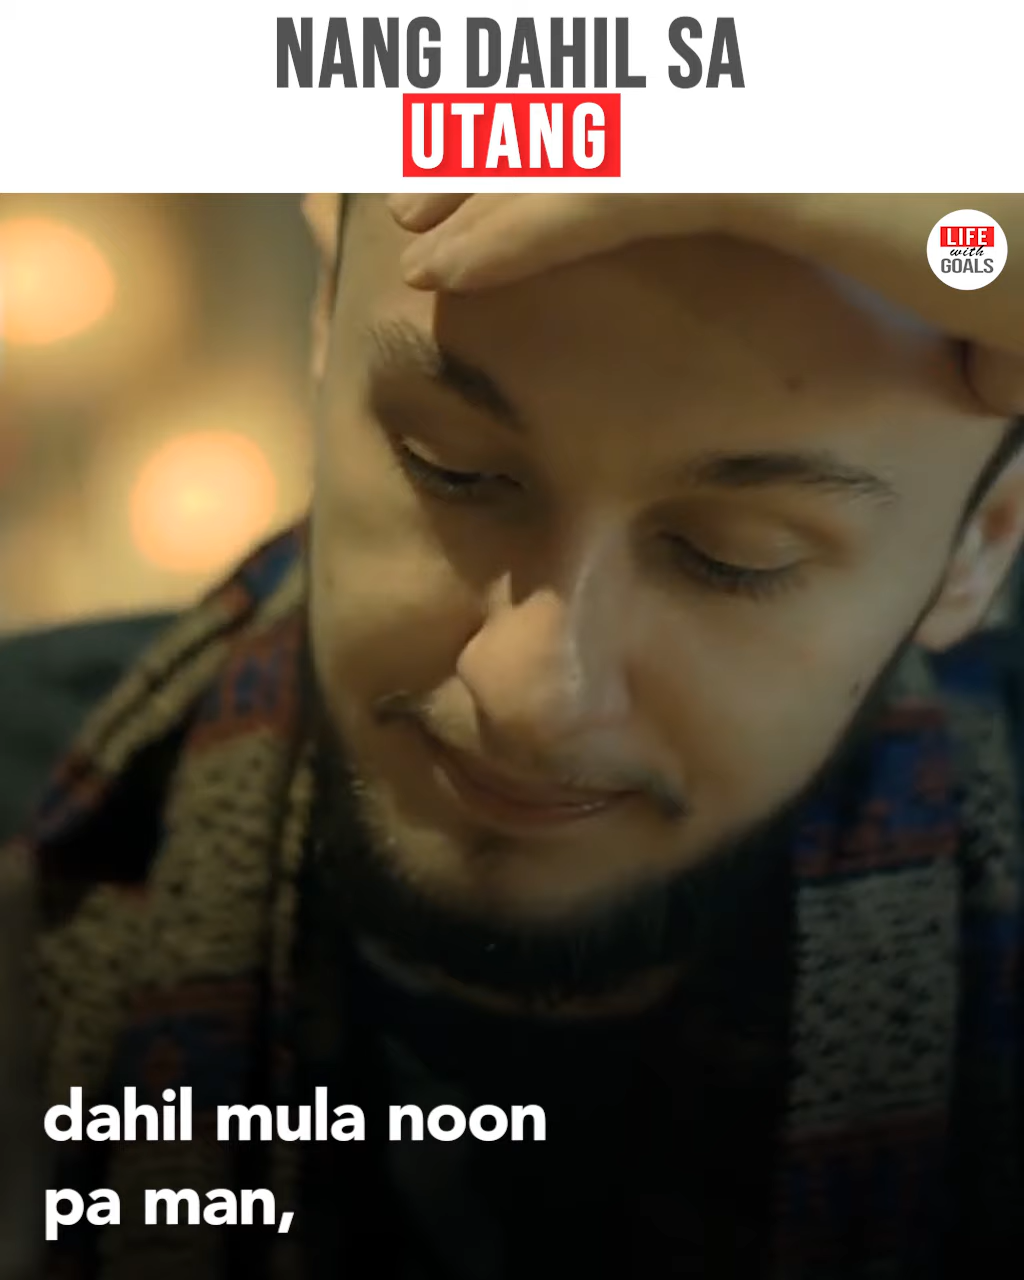 NANG DAHIL SA
UTANG
LIFE
with
GOALS
dahil mula noon
pa man,